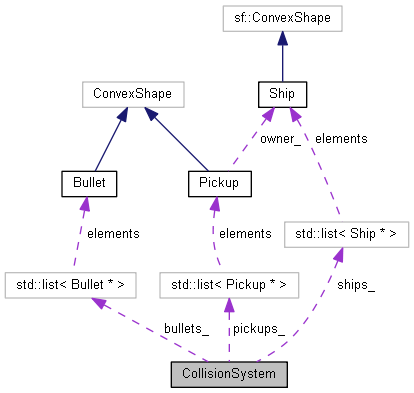 sf::ConvexShape
ConvexShape
Ship
owner_
elements
Bullet
Pickup
elements
elements
std::list< Ship * >
std::list< Bullet * >
std::list< Pickup * >
ships_
bullets_
pickups_
CollisionSystem